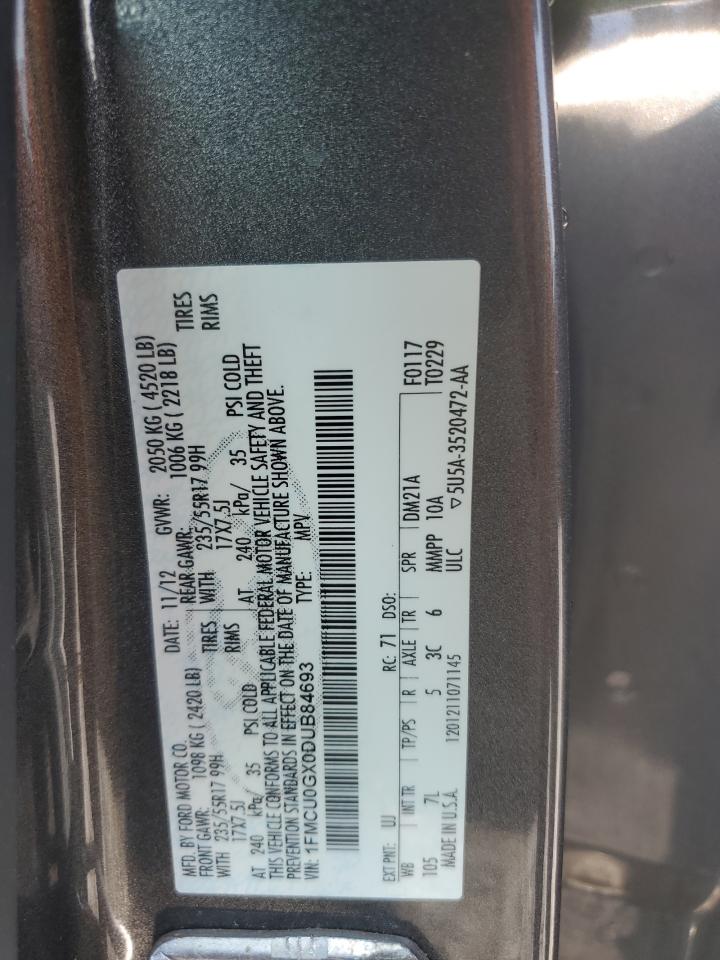 MFD. BY FORD MOTOR CO. DATE: 11/12 GVWR: 2050 KG ( 4520 LB)
FRONT GAWR: 1098 KG ( 2420 LB) REAR GAWR: 1006 KG ( 2218 LB)
WITH 235/55R17 99H TIRES WITH 235/55R17 99H TIRES
17X7.5J RIMS 17X7.5J RIMS
AT 240 kPa/ 35 PSI COLD AT 240 kPa/ 35 PSI COLD
THIS VEHICLE CONFORMS TO ALL APPLICABLE FEDERAL MOTOR VEHICLE SAFETY AND THEFT
PREVENTION STANDARDS IN EFFECT ON THE DATE OF MANUFACTURE SHOWN ABOVE.
VIN: 1FMCU0GX0DUB84693 TYPE: MPV
EXT PNT: UJ RC: 71 DSO: F0117
WB INT TR TP/PS R AXLE TR SPR DM21A T0229
105 7L 5 3C 6 MMPP 10A
MADE IN U.S.A. 1201211071145 ULC ▽5U5A-3520472-AA